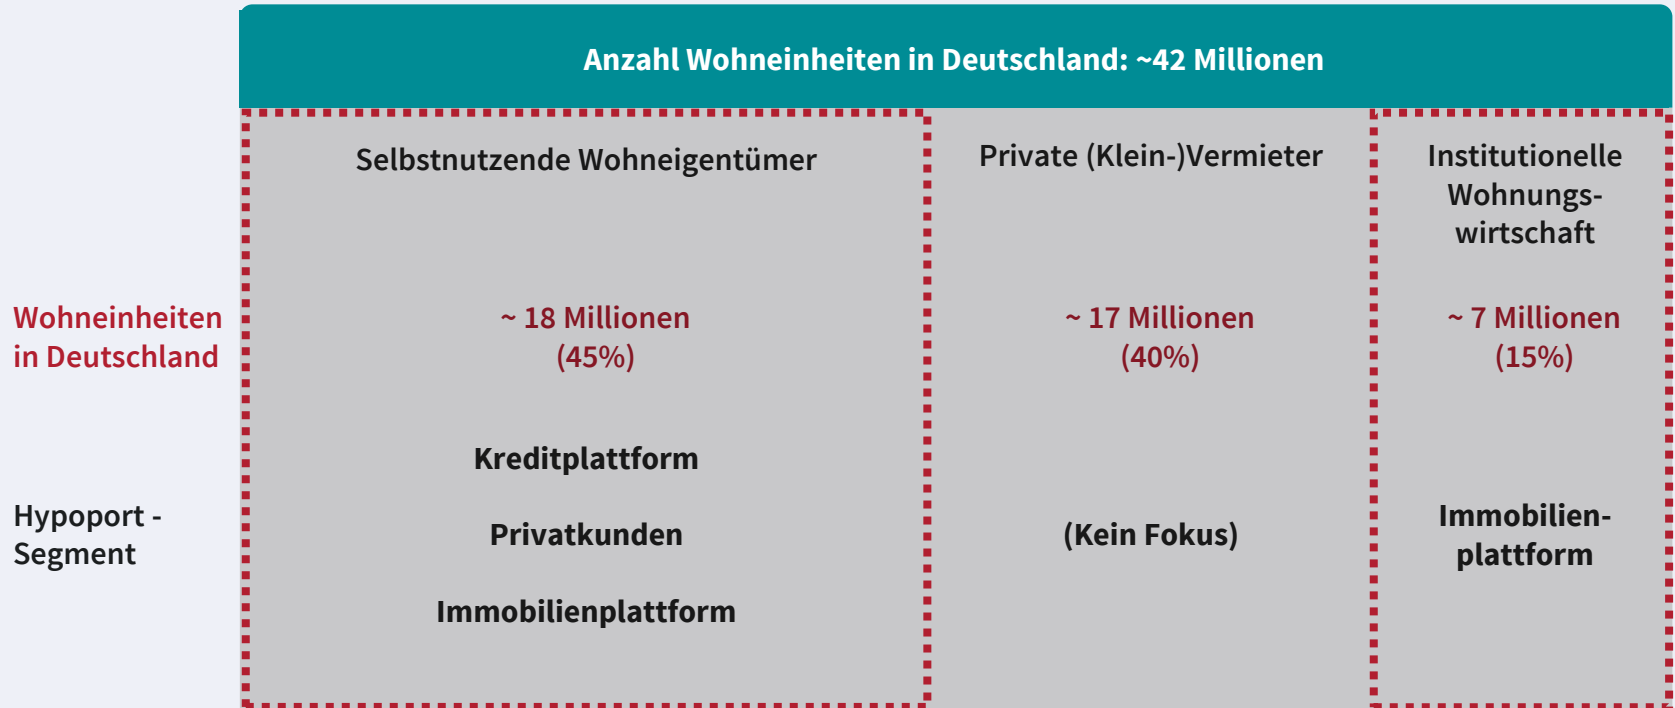 Anzahl Wohneinheiten in Deutschland: ~42 Millionen
Selbstnutzende Wohneigentümer
Private (Klein-)Vermieter
Institutionelle
Wohnungs-
wirtschaft
Wohneinheiten
in Deutschland
~ 18 Millionen
(45%)
~ 17 Millionen
(40%)
~ 7 Millionen
(15%)
Hypoport -
Segment
Kreditplattform
Privatkunden
Immobilienplattform
(Kein Fokus)
Immobilien-
plattform